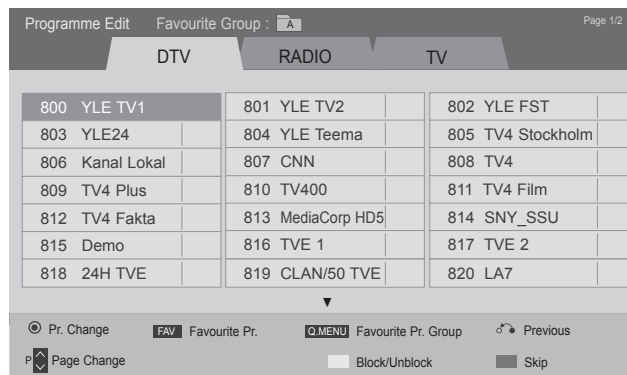 Programme Edit Favourite Group : A Page 1/2
DTV RADIO TV
800 YLE TV1 801 YLE TV2 802 YLE FST
803 YLE24 804 YLE Teema 805 TV4 Stockholm
806 Kanal Lokal 807 CNN 808 TV4
809 TV4 Plus 810 TV400 811 TV4 Film
812 TV4 Fakta 813 MediaCorp HD5 814 SNY_SSU
815 Demo 816 TVE 1 817 TVE 2
818 24H TVE 819 CLAN/50 TVE 820 LA7
Pr. Change FAV Favourite Pr. Q.MENU Favourite Pr. Group Previous
P Page Change Block/Unblock Skip